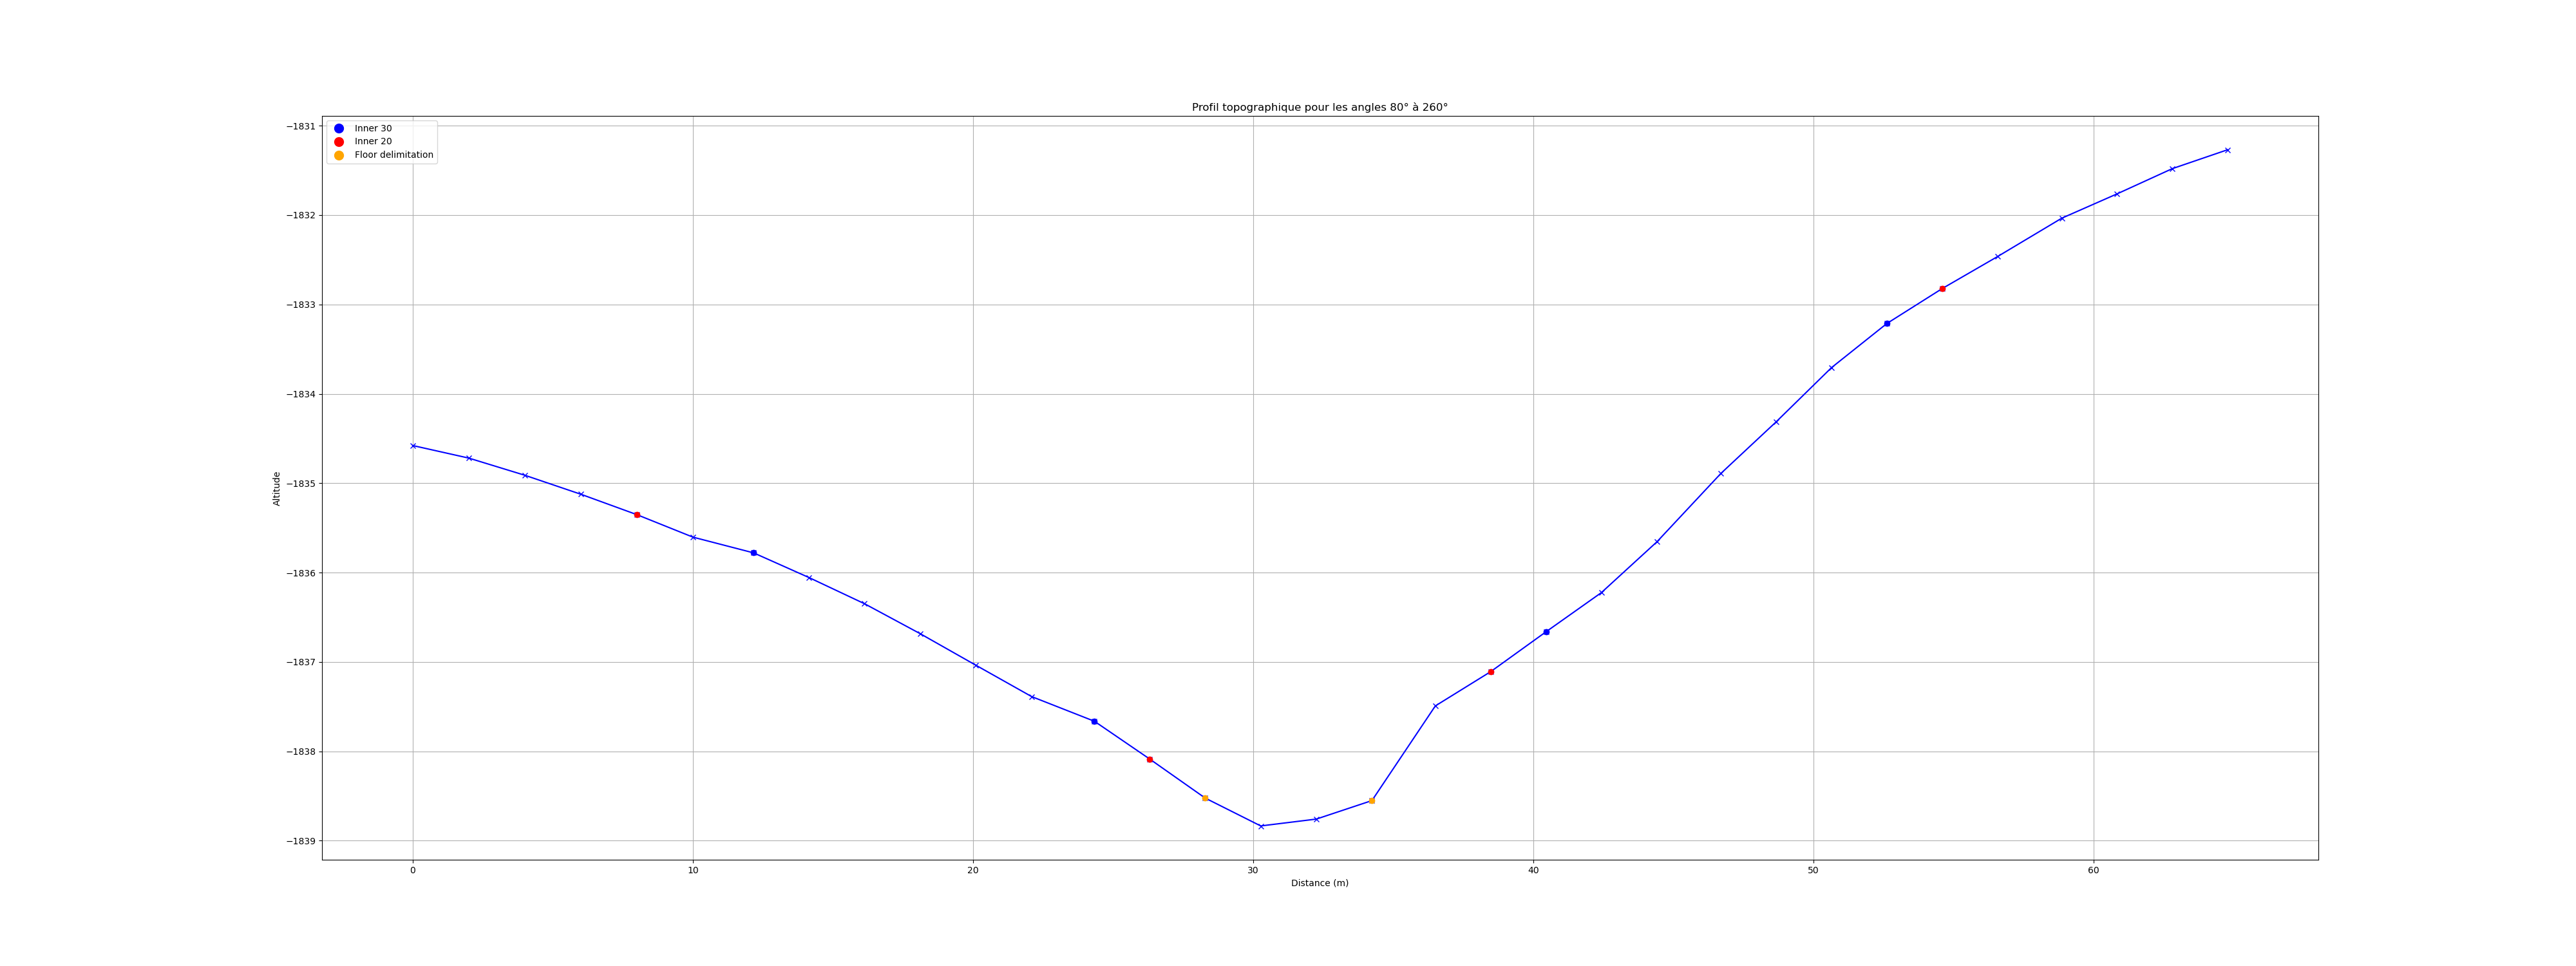 Profil topographique pour les angles 80° à 260°
Inner 30
Inner 20
Floor delimitation
−1831
−1832
−1833
−1834
−1835
−1836
−1837
−1838
−1839
Altitude
0 10 20 30 40 50 60
Distance (m)